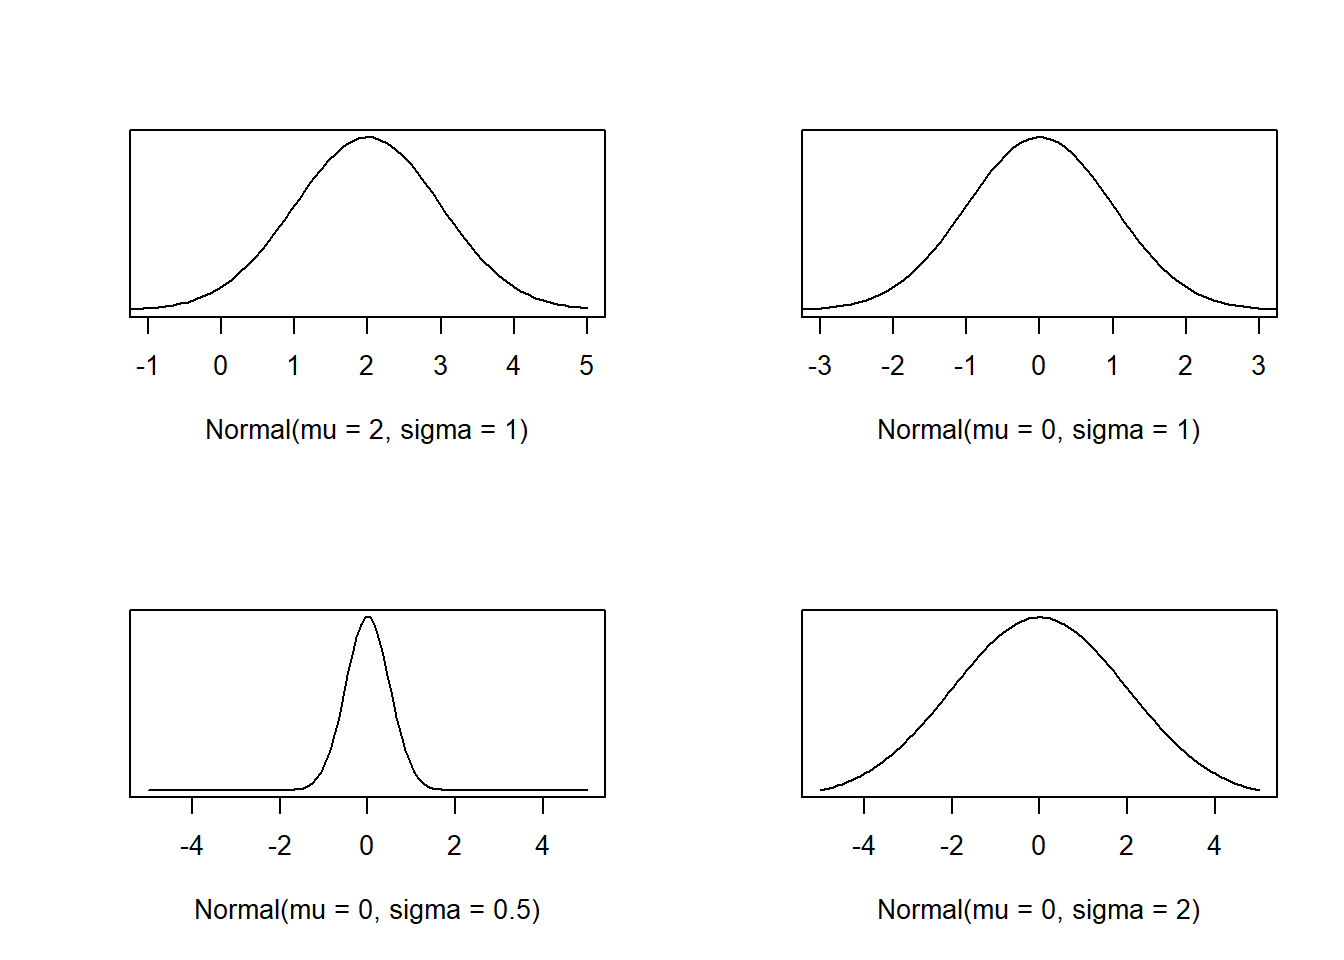 -1 0 1 2 3 4 5
Normal(mu = 2, sigma = 1)
-3 -2 -1 0 1 2 3
Normal(mu = 0, sigma = 1)
-4 -2 0 2 4
Normal(mu = 0, sigma = 0.5)
-4 -2 0 2 4
Normal(mu = 0, sigma = 2)